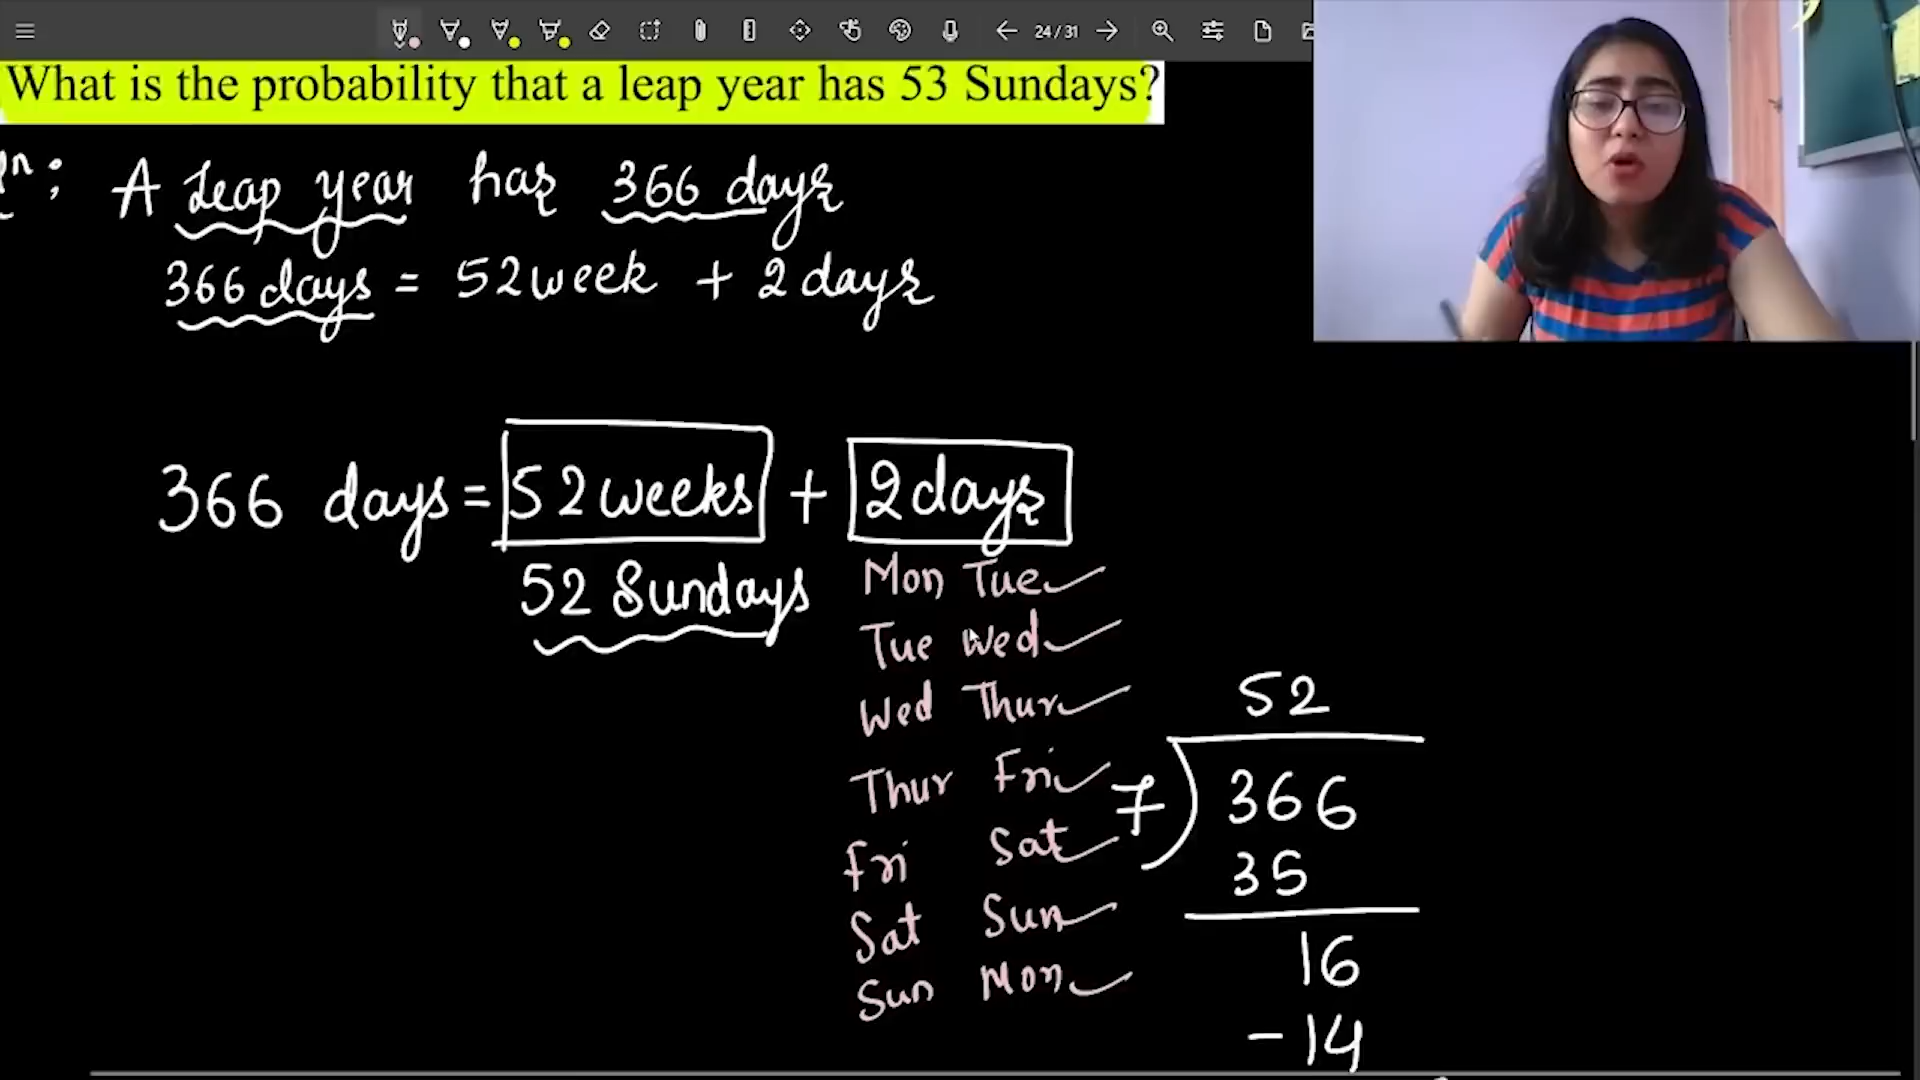 24/31
What is the probability that a leap year has 53 Sundays?
A leap year has 366 days
366 days = 52 week + 2 days
366 days = 52 weeks + 2 days
52 Sundays
Mon Tue
Tue Wed
Wed Thur
Thur Fri
Fri Sat
Sat Sun
Sun Mon
52
7 ) 366
35
16
-14